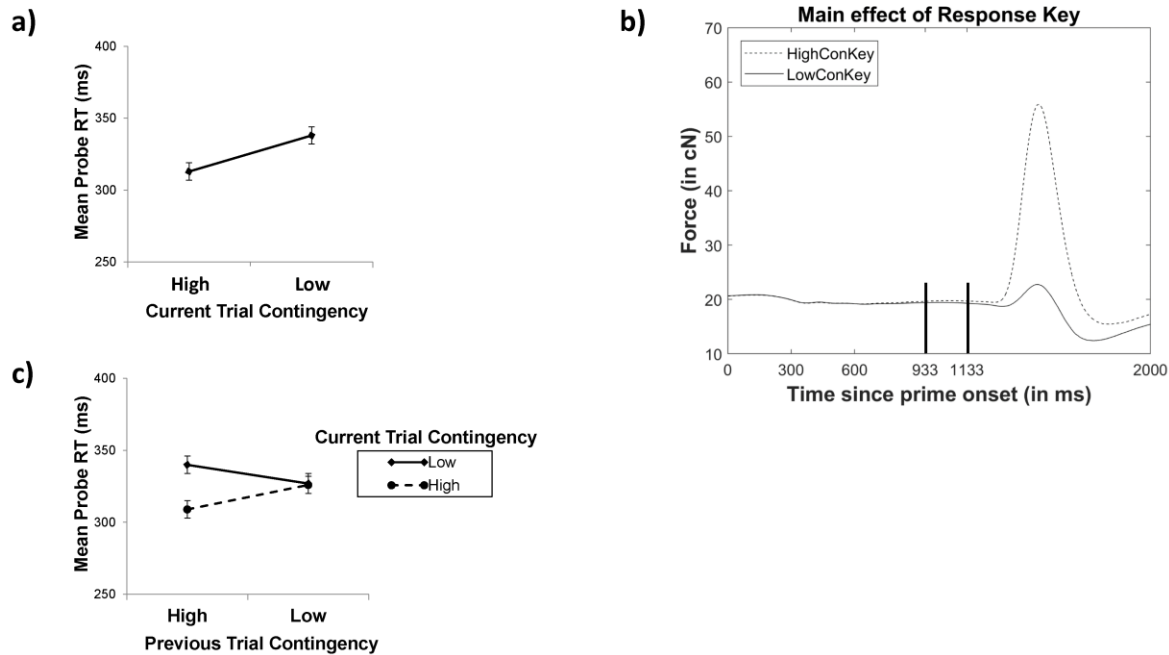 a)
Mean Probe RT (ms)
400
350
300
250
High
Low
Current Trial Contingency
b)
Main effect of Response Key
HighConKey
LowConKey
Force (in cN)
70
60
50
40
30
20
10
0
300
600
933
1133
2000
Time since prime onset (in ms)
c)
Mean Probe RT (ms)
400
350
300
250
High
Low
Previous Trial Contingency
Current Trial Contingency
Low
High